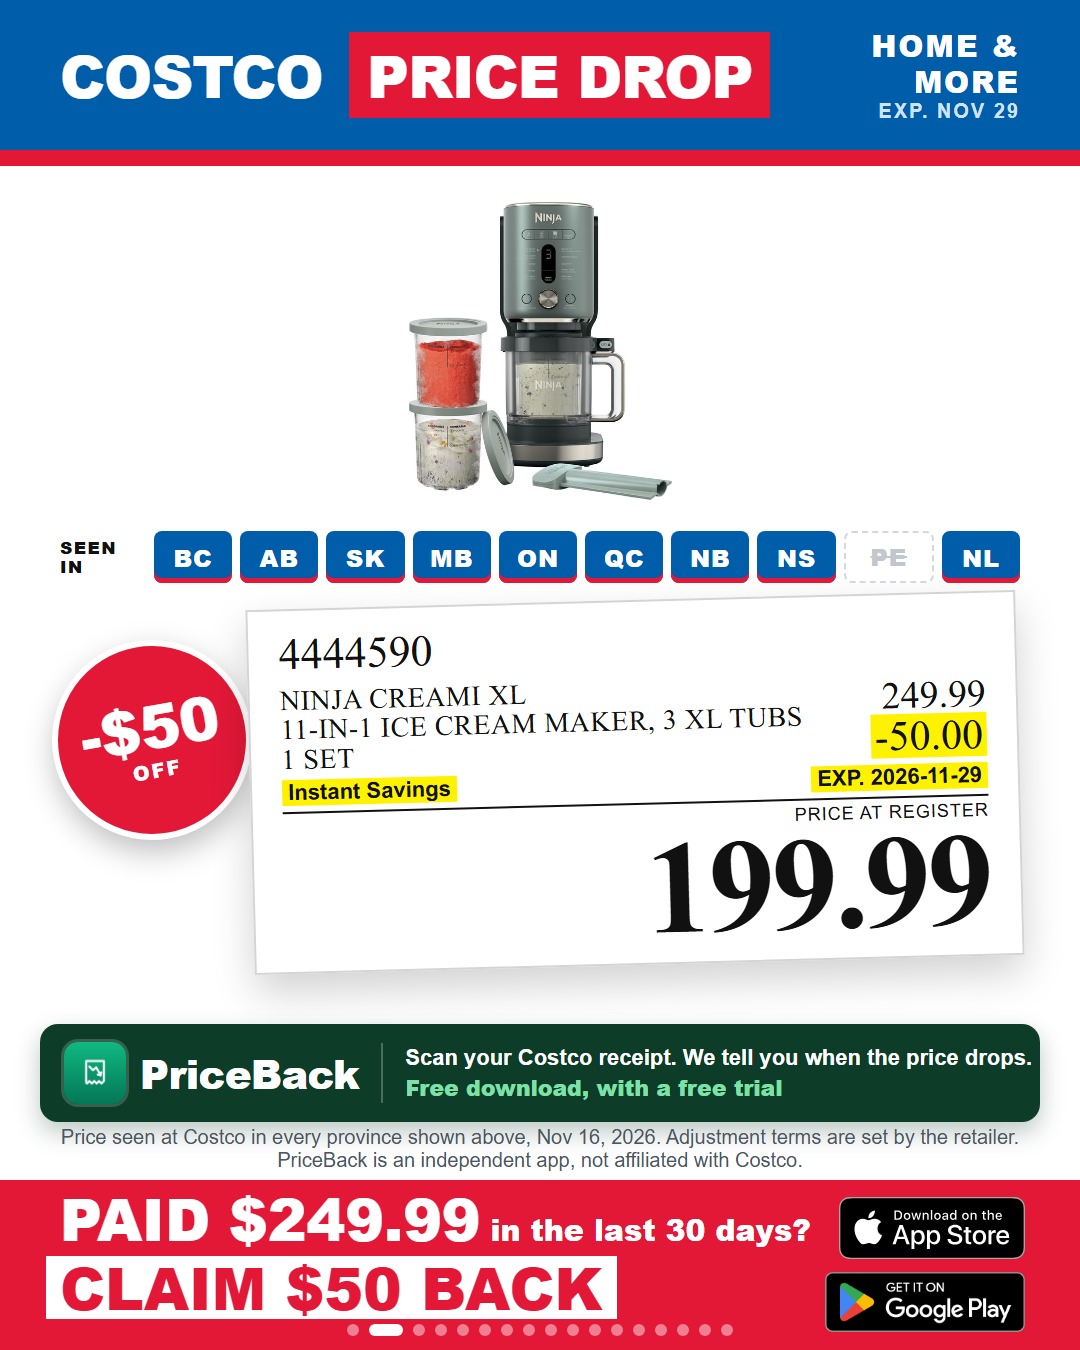 COSTCO PRICE DROP
HOME &
MORE
EXP. NOV 29
NINJA
NINJA
SEEN
IN
BC AB SK MB ON QC NB NS PE NL
4444590
NINJA CREAMI XL
11-IN-1 ICE CREAM MAKER, 3 XL TUBS
1 SET
249.99
-50.00
Instant Savings
EXP. 2026-11-29
PRICE AT REGISTER
199.99
-$50
OFF
PriceBack
Scan your Costco receipt. We tell you when the price drops.
Free download, with a free trial
Price seen at Costco in every province shown above, Nov 16, 2026. Adjustment terms are set by the retailer.
PriceBack is an independent app, not affiliated with Costco.
PAID $249.99 in the last 30 days?
CLAIM $50 BACK
Download on the
App Store
GET IT ON
Google Play